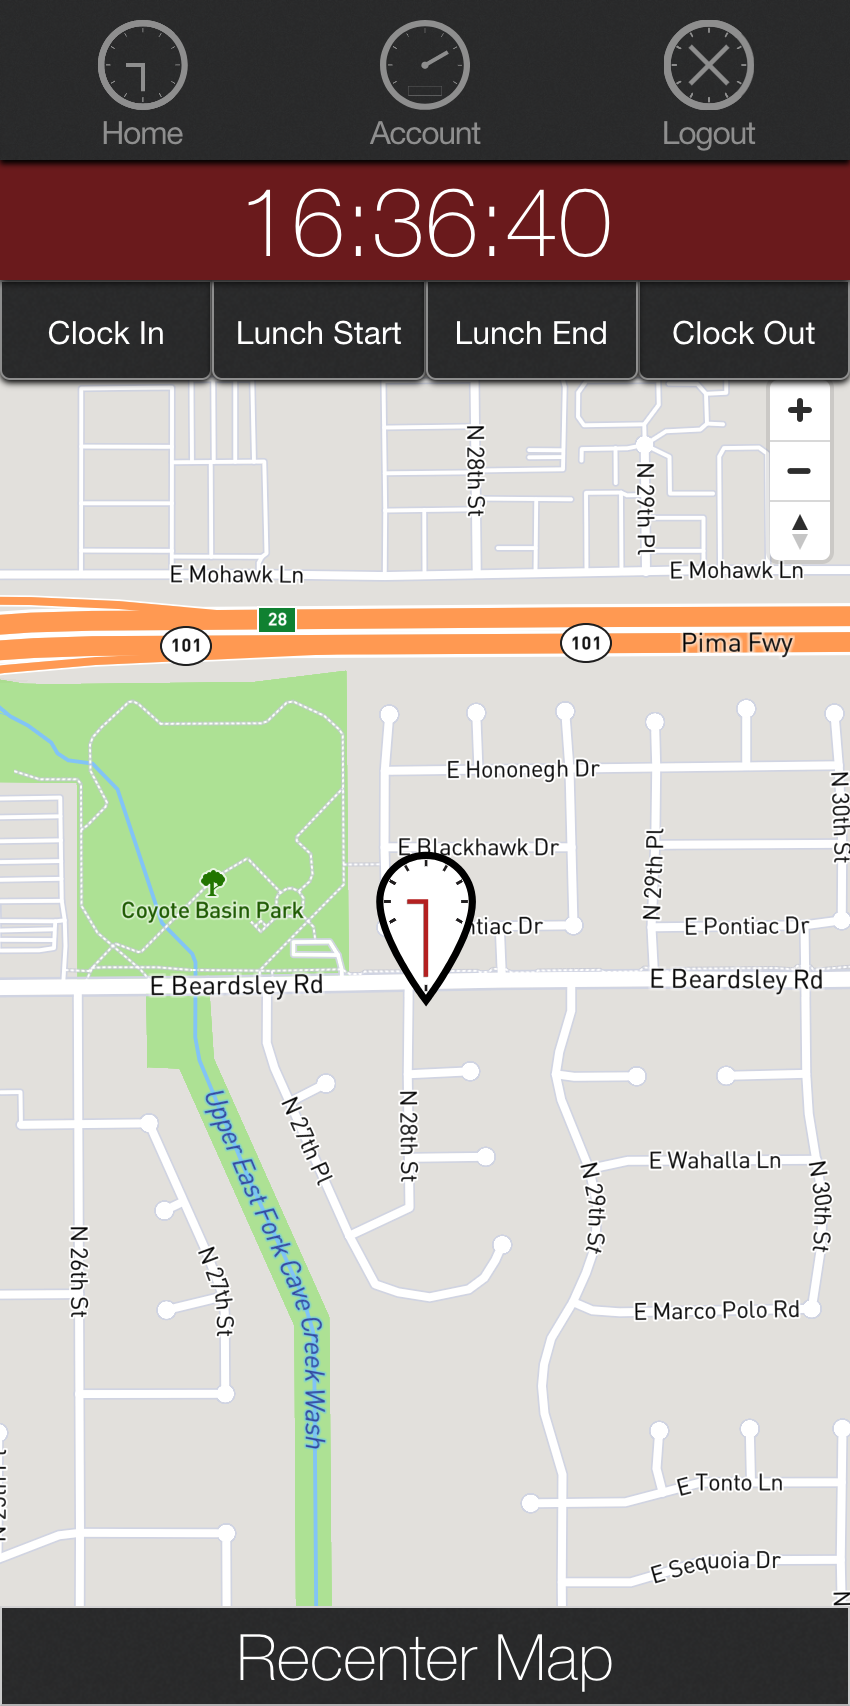 Home
Account
Logout
16:36:40
Clock In
Lunch Start
Lunch End
Clock Out
N 28th St
N 29th Pl
E Mohawk Ln
E Mohawk Ln
28
101
101
Pima Fwy
E Hononegh Dr
N 30th St
E Blackhawk Dr
N 29th Pl
Coyote Basin Park
ntiac Dr
E Pontiac Dr
E Beardsley Rd
E Beardsley Rd
Upper East Fork Cave Creek Wash
N 27th Pl
N 28th St
E Wahalla Ln
N 29th St
N 30th St
N 26th St
N 27th St
E Marco Polo Rd
E Tonto Ln
E Sequoia Dr
N
Recenter Map